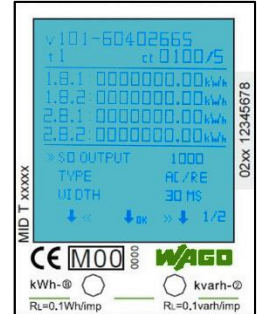 v101-60402665
t1 ct 0100/5
1.8.1:0000000.00kWh
1.8.2:0000000.00kWh
2.8.1:0000000.00kWh
2.8.2:0000000.00kWh
»S0 OUTPUT 1000
TYPE AC/RE
WIDTH 30 MS
⬇« ⬇OK »⬇ 1/2
MID T xxxxx
02xx 12345678
CE M00
WAGO
kWh-① kvarh-②
RL=0.1Wh/imp RL=0.1varh/imp